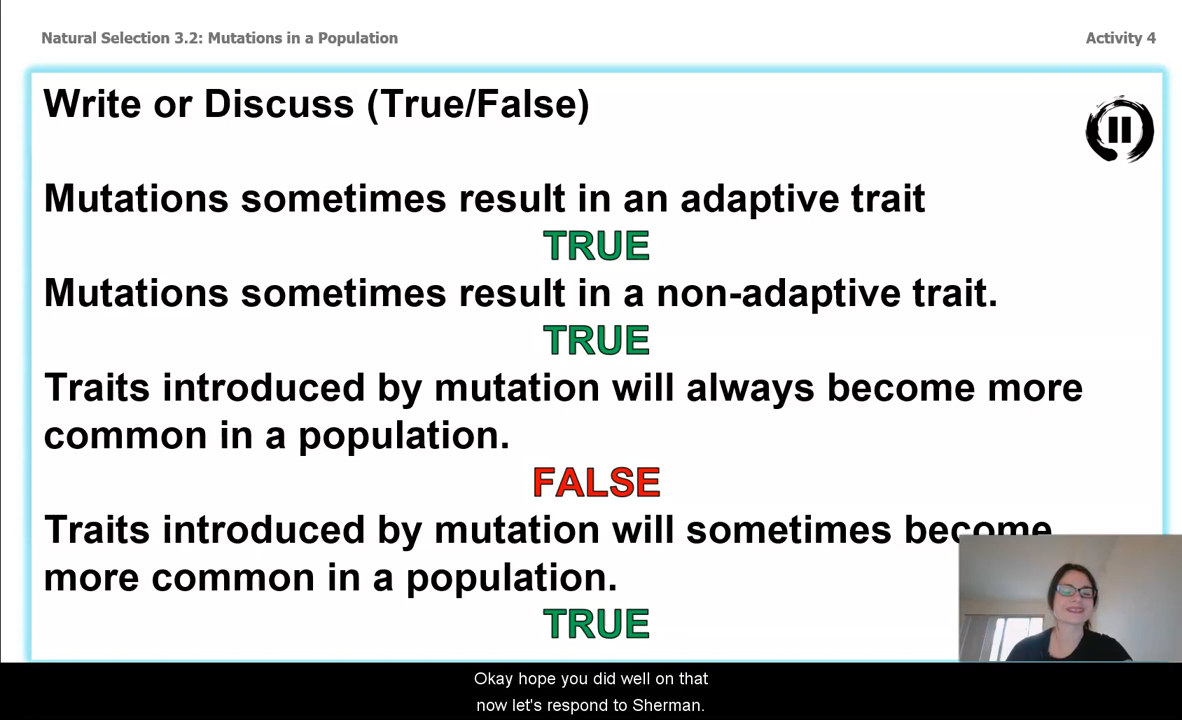 Natural Selection 3.2: Mutations in a Population
Activity 4
Write or Discuss (True/False)
Mutations sometimes result in an adaptive trait
TRUE
Mutations sometimes result in a non-adaptive trait.
TRUE
Traits introduced by mutation will always become more
common in a population.
FALSE
Traits introduced by mutation will sometimes become
more common in a population.
TRUE
Okay hope you did well on that
now let's respond to Sherman.